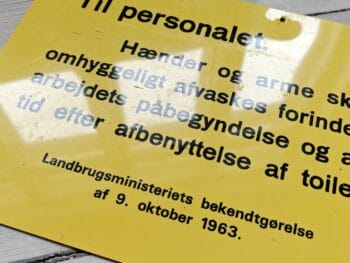 Til personalet.
Hænder og arme sk
omhyggeligt afvaskes forinde
arbejdets påbegyndelse og a
tid efter afbenyttelse af toile
Landbrugsministeriets bekendtgørelse
af 9. oktober 1963.